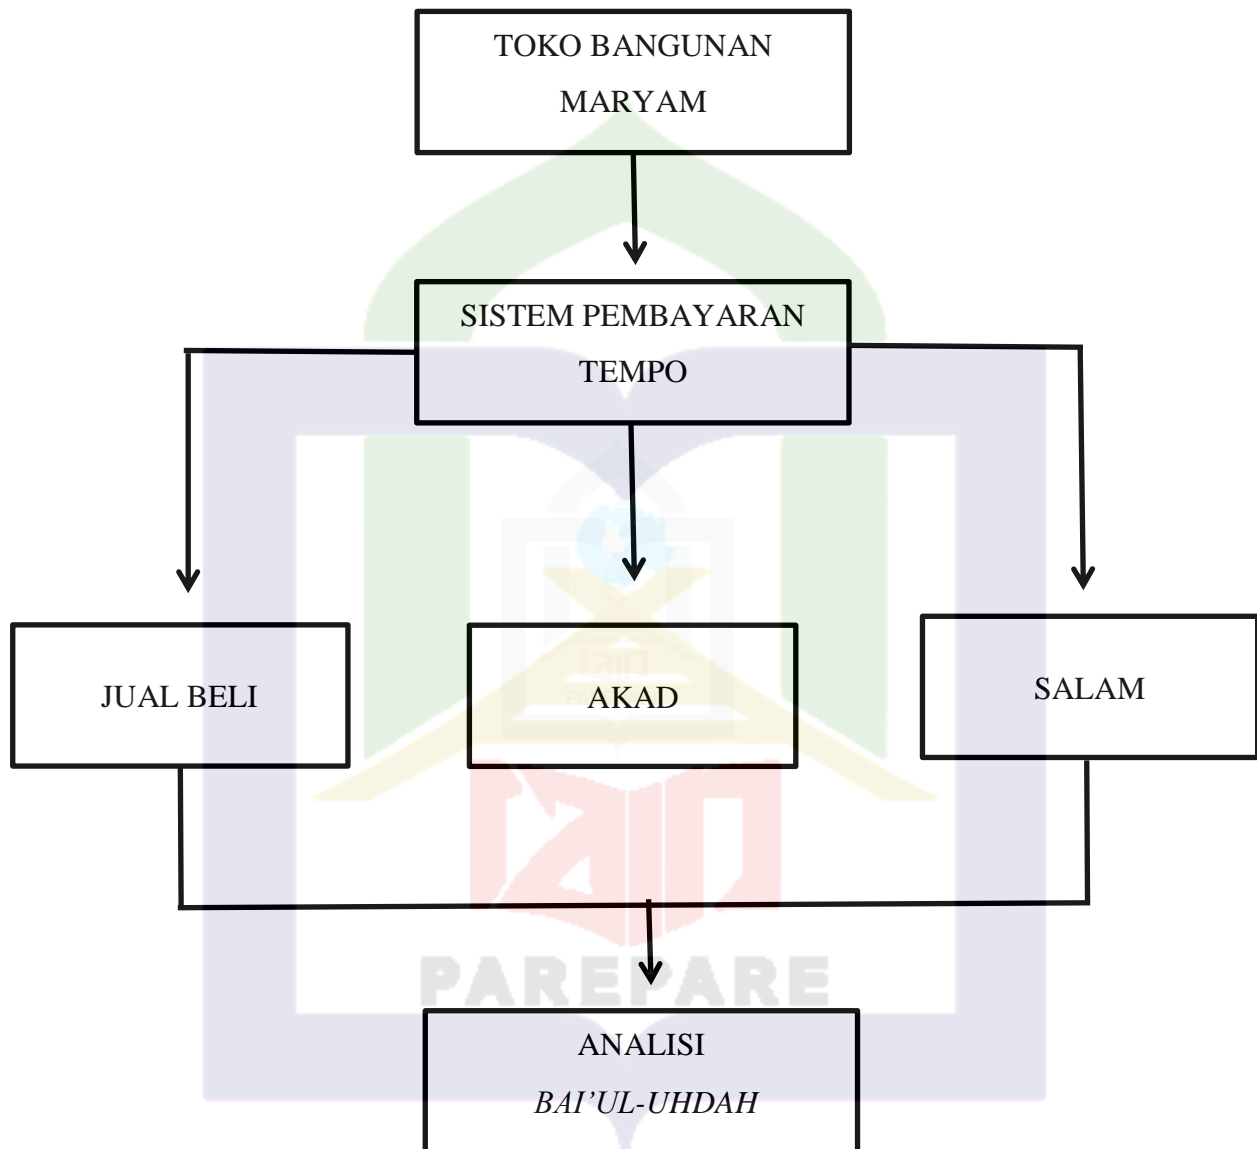 TOKO BANGUNAN
MARYAM
SISTEM PEMBAYARAN
TEMPO
JUAL BELI
AKAD
SALAM
PAREPARE
ANALISI
BAI’UL-UHDAH